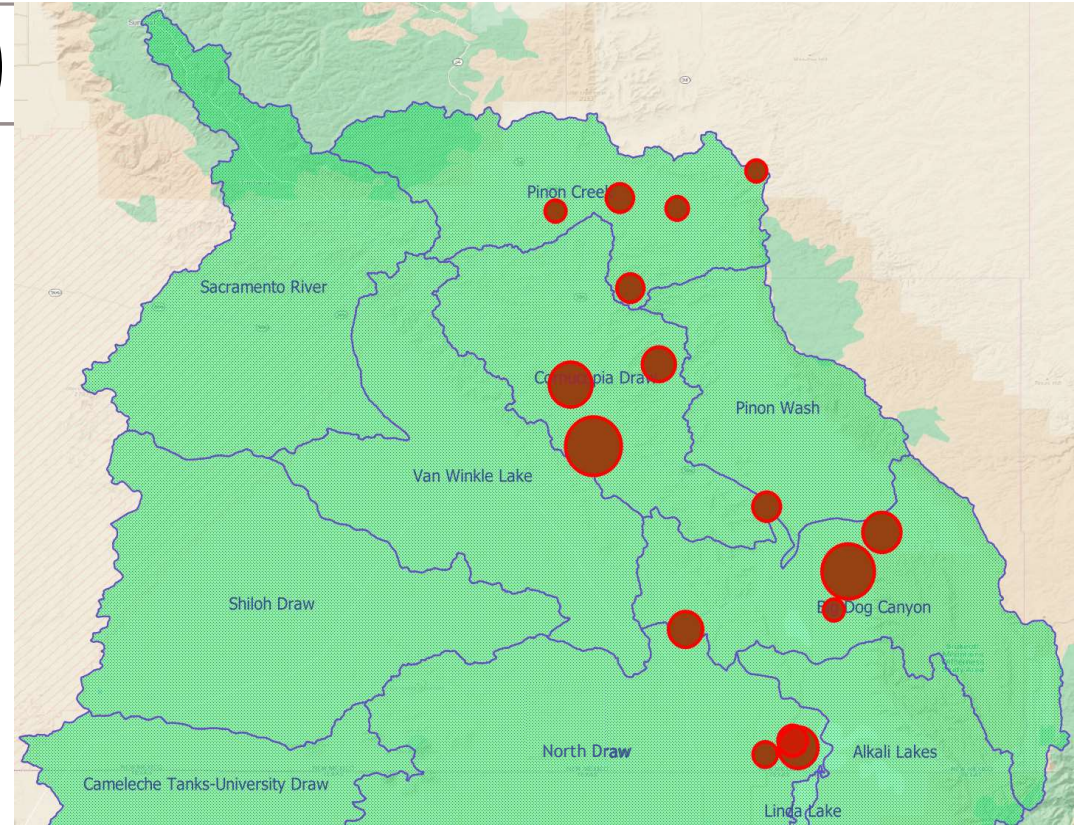 Pinon Creek
Sacramento River
Cornucopia Draw
Pinon Wash
Van Winkle Lake
Shiloh Draw
Big Dog Canyon
North Draw
Alkali Lakes
Cameleche Tanks-University Draw
Linda Lake